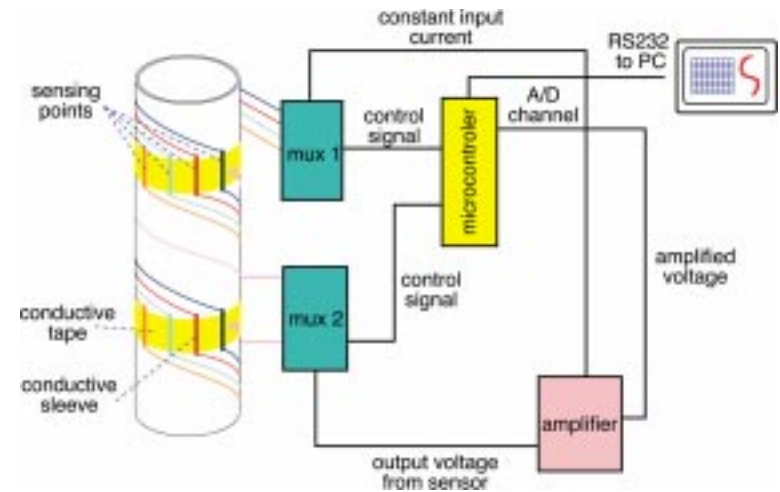 constant input
current
RS232
to PC
sensing
points
A/D
channel
control
signal
mux 1
microcontroler
amplified
voltage
control
signal
mux 2
conductive
tape
conductive
sleeve
amplifier
output voltage
from sensor